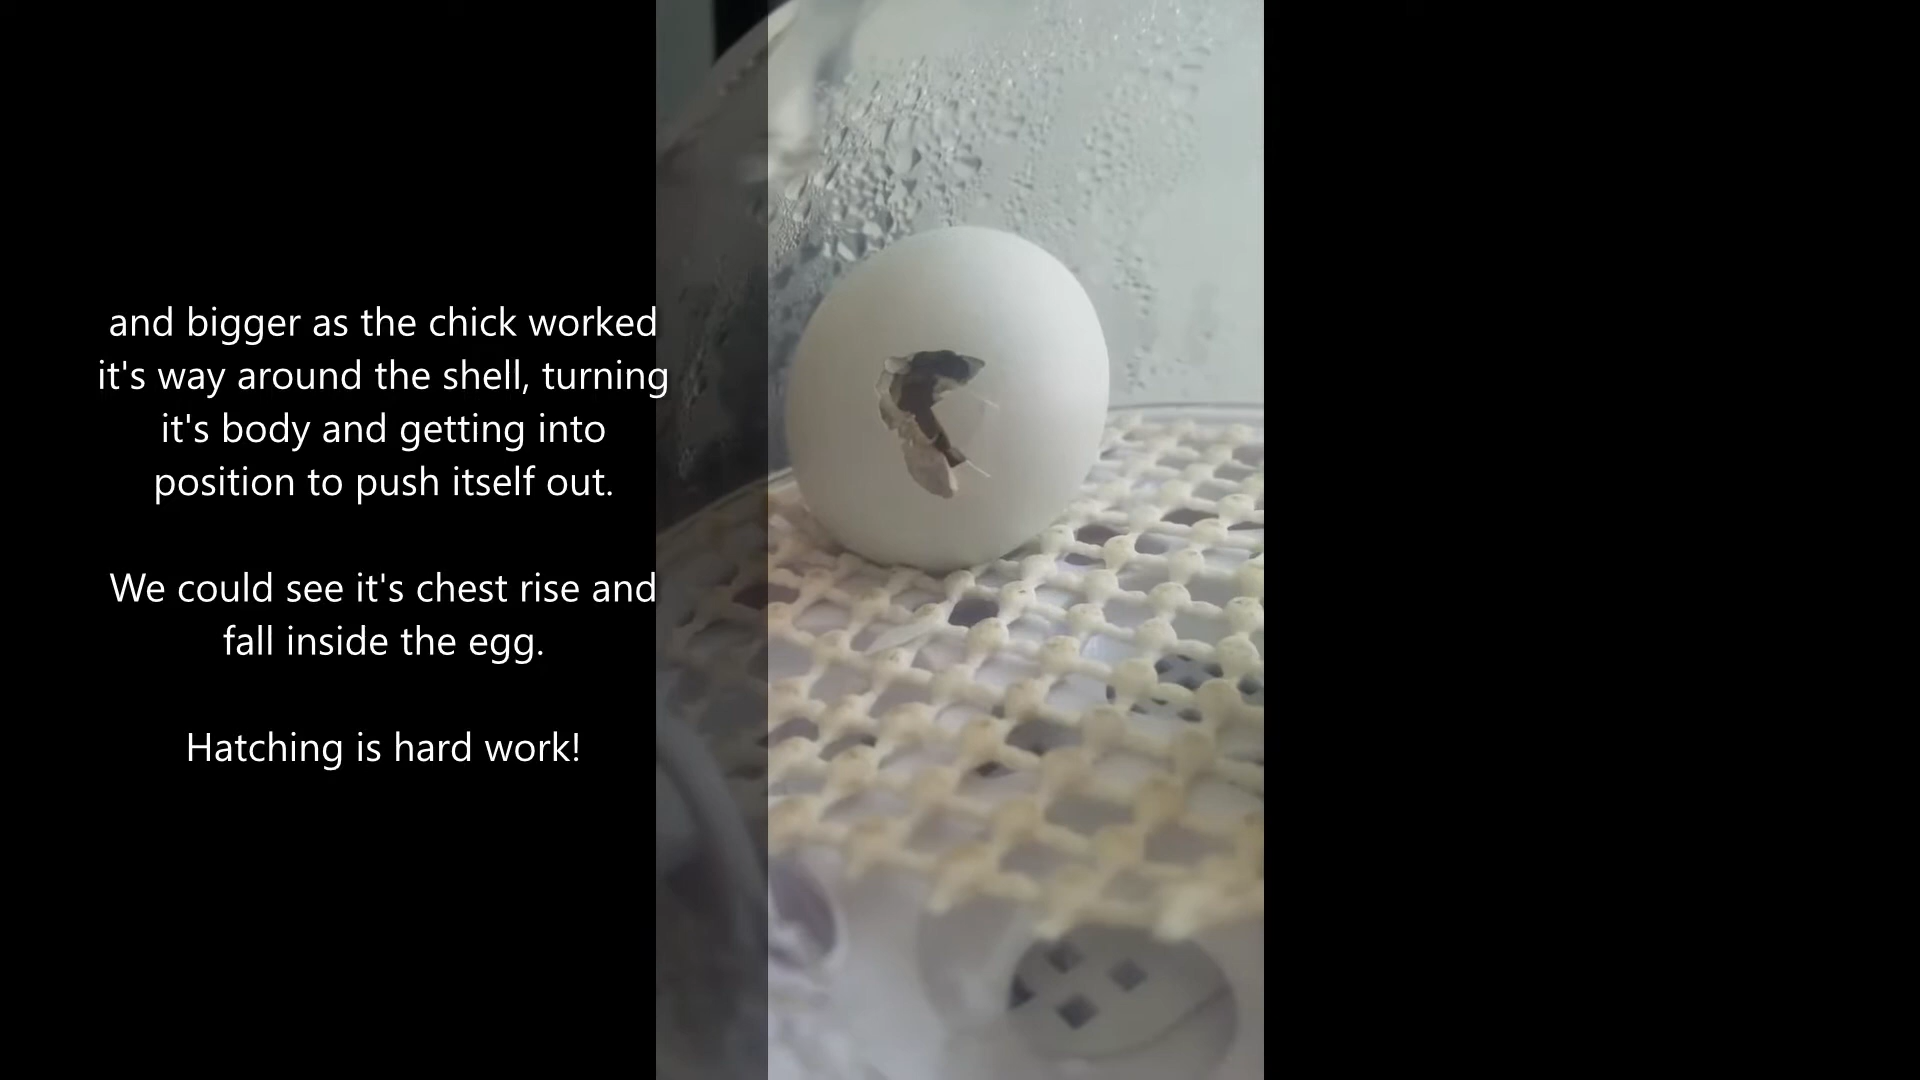 and bigger as the chick worked
it's way around the shell, turning
it's body and getting into
position to push itself out.
We could see it's chest rise and
fall inside the egg.
Hatching is hard work!